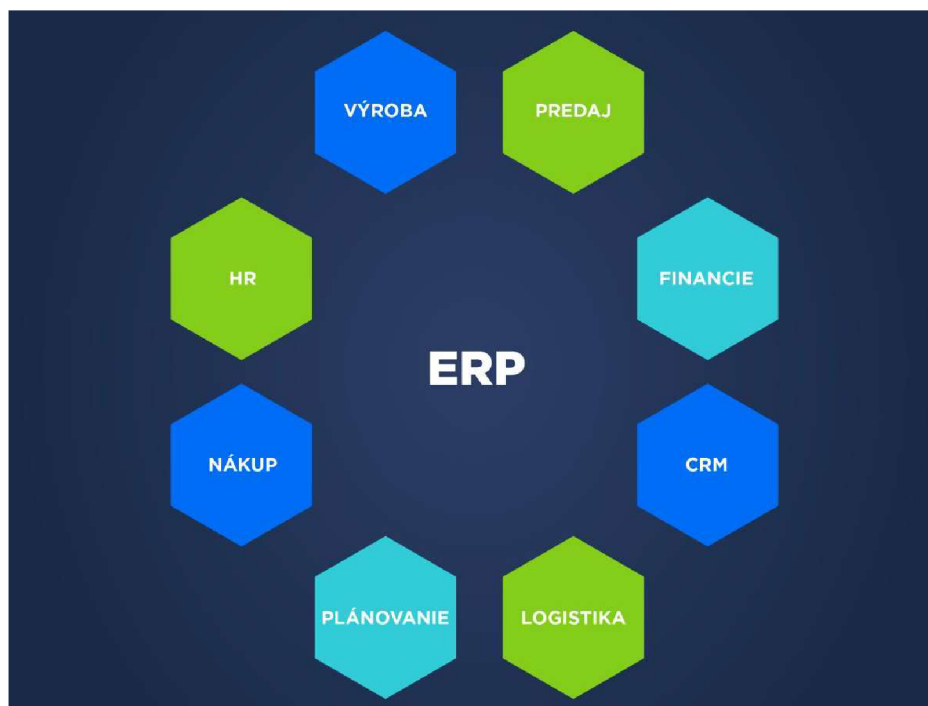 VÝROBA
PREDAJ
HR
FINANCIE
ERP
NÁKUP
CRM
PLÁNOVANIE
LOGISTIKA